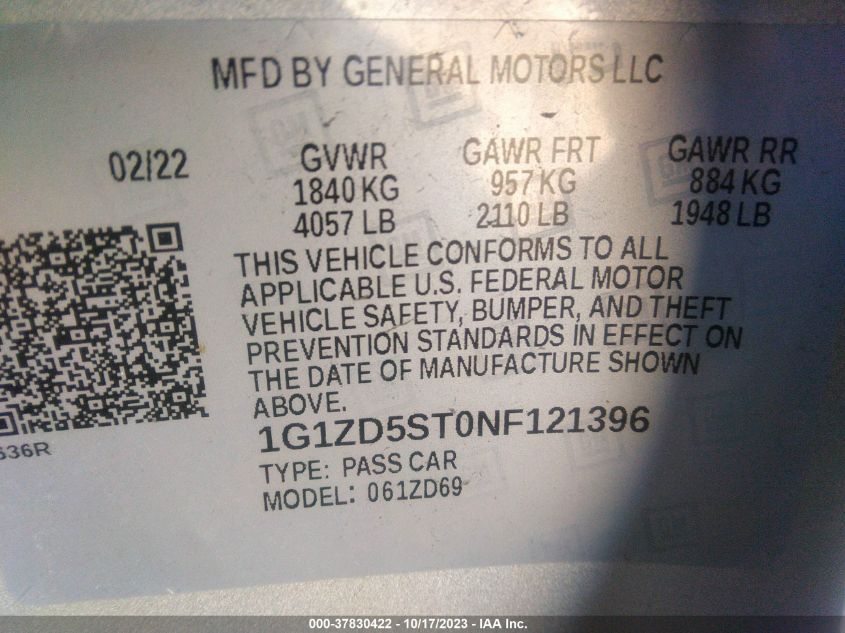 MFD BY GENERAL MOTORS LLC
02/22
GVWR GAWR FRT GAWR RR
1840 KG 957 KG 884 KG
4057 LB 2110 LB 1948 LB
THIS VEHICLE CONFORMS TO ALL
APPLICABLE U.S. FEDERAL MOTOR
VEHICLE SAFETY, BUMPER, AND THEFT
PREVENTION STANDARDS IN EFFECT ON
THE DATE OF MANUFACTURE SHOWN
ABOVE.
1G1ZD5ST0NF121396
636R
TYPE: PASS CAR
MODEL: 061ZD69
000-37830422 - 10/17/2023 - IAA Inc.